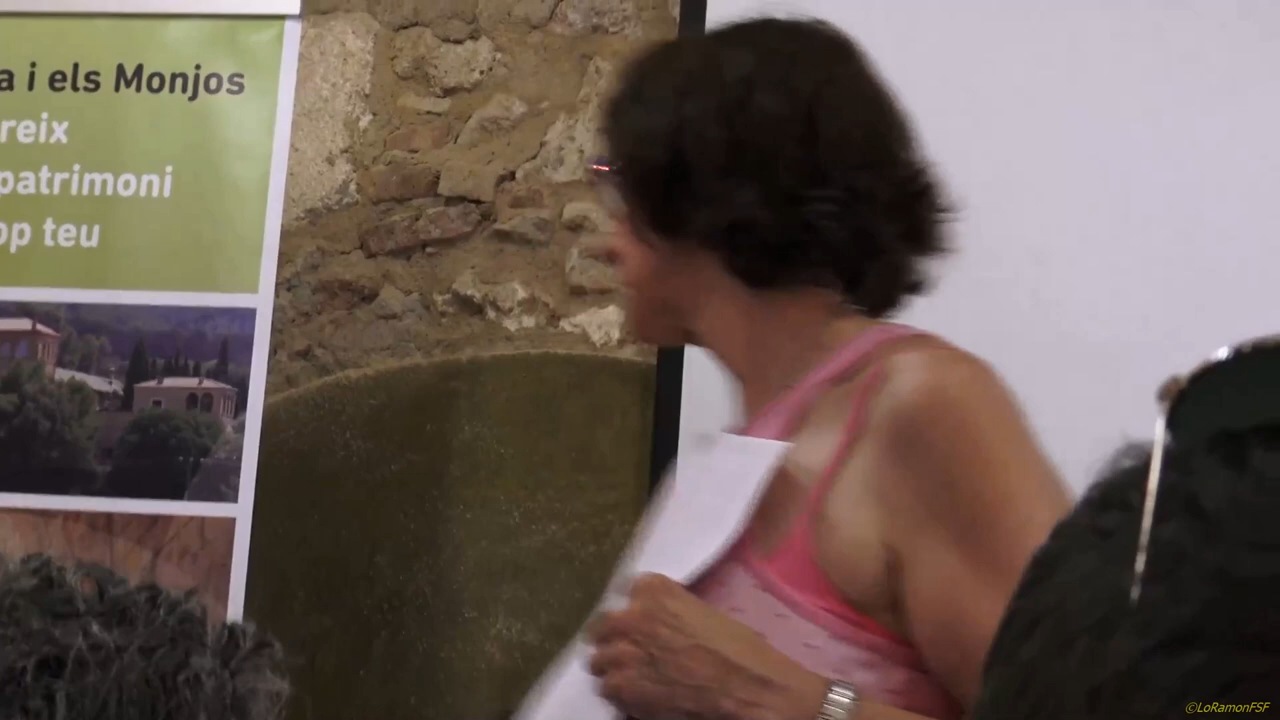 a i els Monjos
reix
patrimoni
op teu
©LoRamonFSF